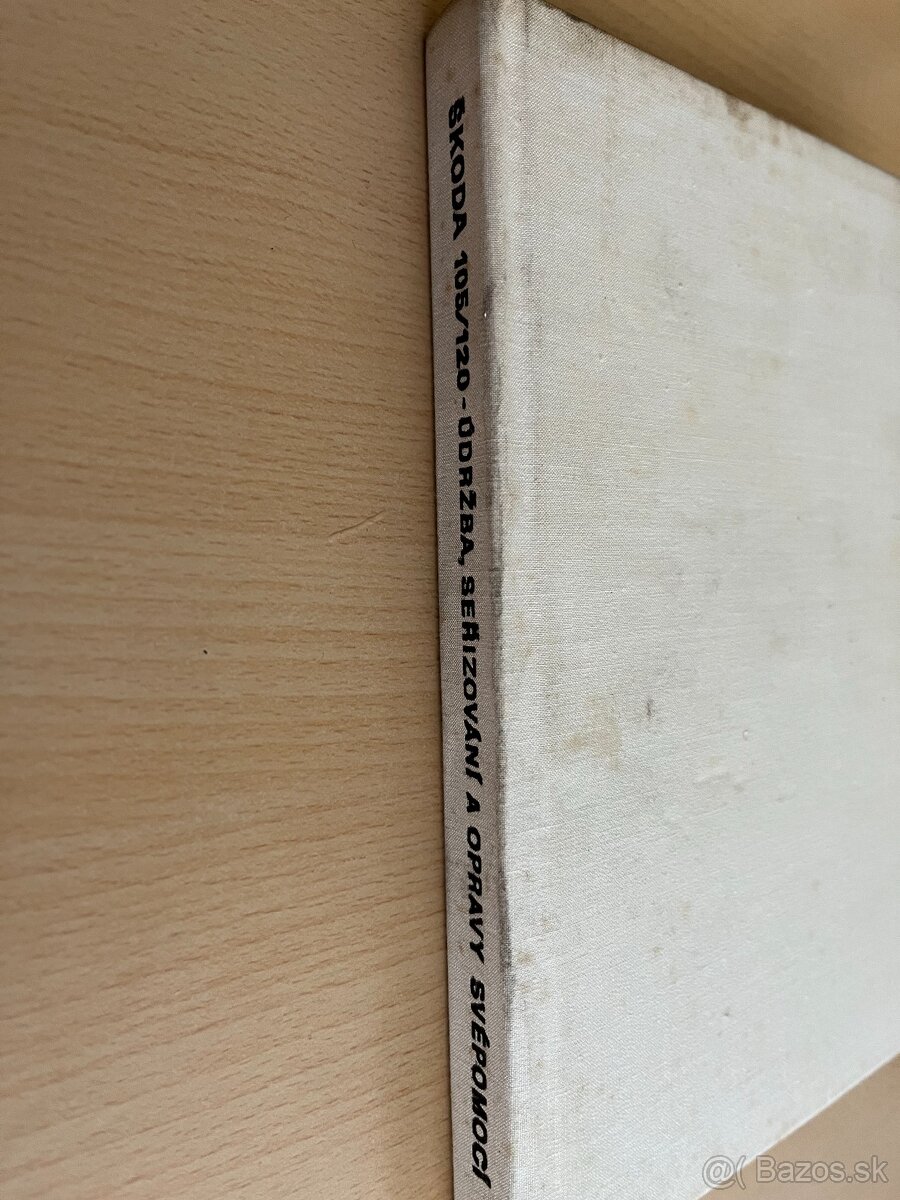 ŠKODA 105/120 - ÚDRŽBA, SEŘIZOVÁNÍ A OPRAVY SVÉPOMOCÍ
@( Bazos.sk